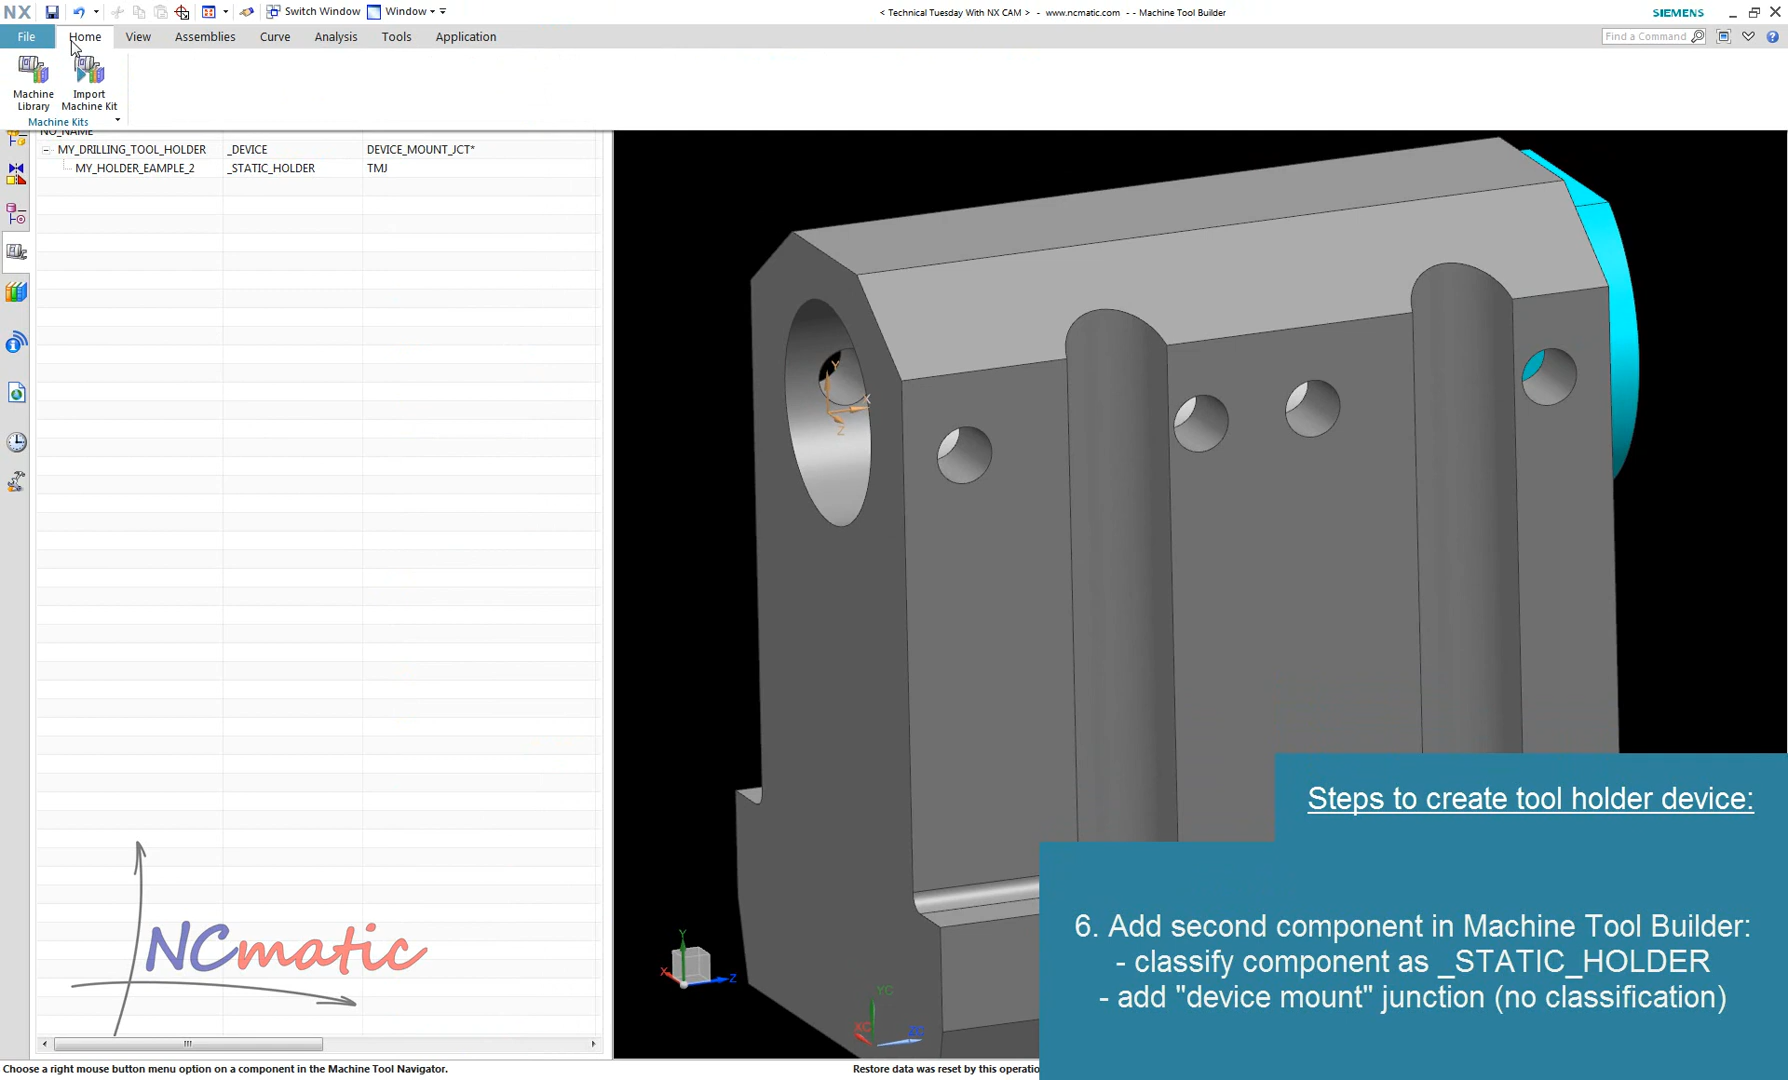 NX Switch Window Window < Technical Tuesday With NX CAM > - www.ncmatic.com - - Machine Tool Builder SIEMENS
File Home View Assemblies Curve Analysis Tools Application Find a Command
Machine Library
Import Machine Kit
Machine Kits
NO_NAME
MY_DRILLING_TOOL_HOLDER _DEVICE DEVICE_MOUNT_JCT*
MY_HOLDER_EAMPLE_2 _STATIC_HOLDER TMJ
Y
X
Z
Steps to create tool holder device:
6. Add second component in Machine Tool Builder:
- classify component as _STATIC_HOLDER
- add "device mount" junction (no classification)
NCmatic
Y
X
Z
YC
XC
Choose a right mouse button menu option on a component in the Machine Tool Navigator. Restore data was reset by this operatio